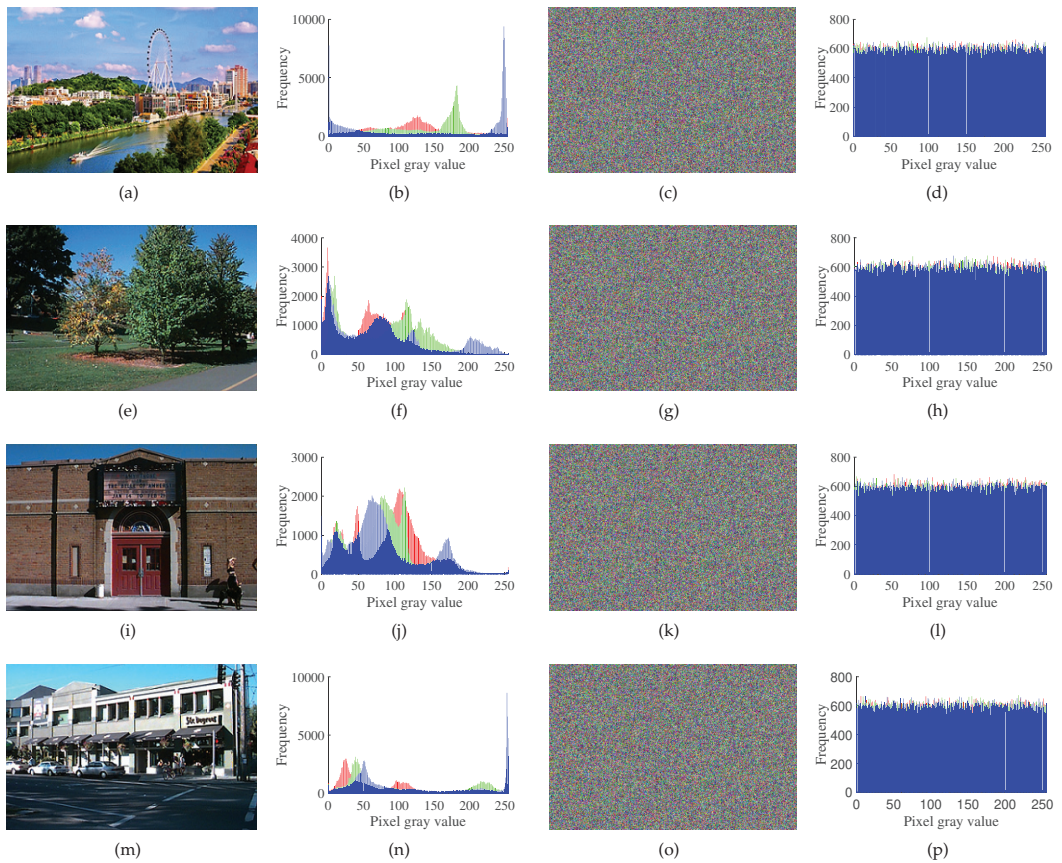 10000
5000
0
Frequency
0 50 100 150 200 250
Pixel gray value
800
600
400
200
0
Frequency
0 50 100 150 200 250
Pixel gray value
(a) (b) (c) (d)
4000
3000
2000
1000
0
Frequency
0 50 100 150 200 250
Pixel gray value
800
600
400
200
0
Frequency
0 50 100 150 200 250
Pixel gray value
(e) (f) (g) (h)
3000
2000
1000
0
Frequency
0 50 100 150 200 250
Pixel gray value
800
600
400
200
0
Frequency
0 50 100 150 200 250
Pixel gray value
(i) (j) (k) (l)
10000
5000
0
Frequency
0 50 100 150 200 250
Pixel gray value
800
600
400
200
0
Frequency
0 50 100 150 200 250
Pixel gray value
(m) (n) (o) (p)